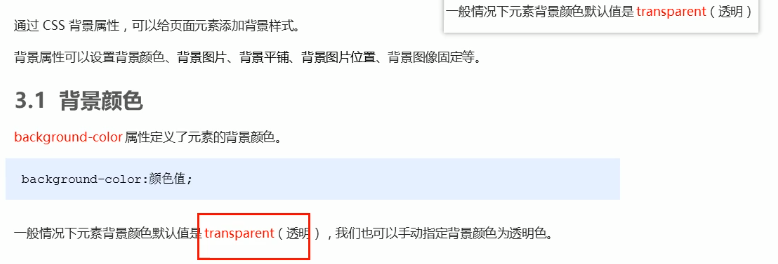 一般情况下元素背景颜色默认值是 transparent（透明）
通过 CSS 背景属性，可以给页面元素添加背景样式。
背景属性可以设置背景颜色、背景图片、背景平铺、背景图片位置、背景图像固定等。
3.1 背景颜色
background-color 属性定义了元素的背景颜色。
background-color:颜色值;
一般情况下元素背景颜色默认值是 transparent（透明），我们也可以手动指定背景颜色为透明色。